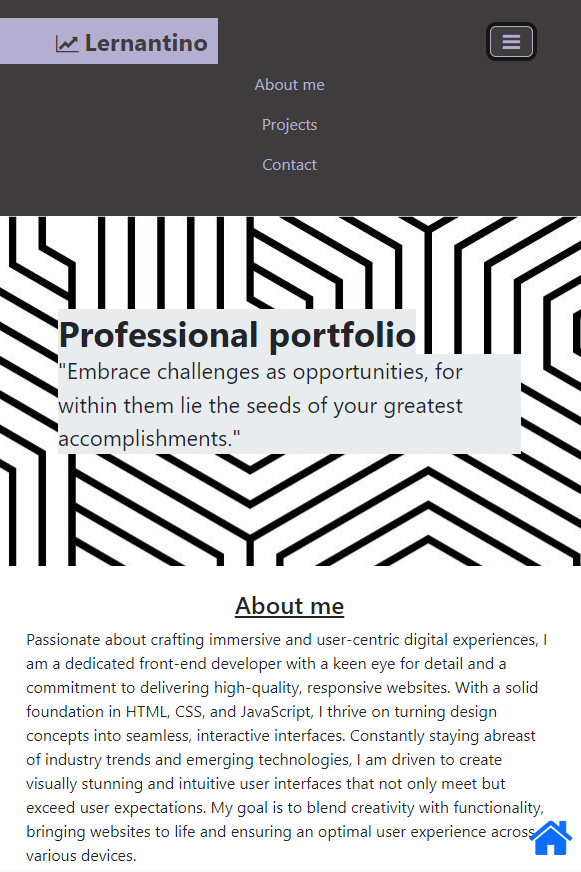 Lernantino
About me
Projects
Contact
Professional portfolio
"Embrace challenges as opportunities, for
within them lie the seeds of your greatest
accomplishments."
About me
Passionate about crafting immersive and user-centric digital experiences, I
am a dedicated front-end developer with a keen eye for detail and a
commitment to delivering high-quality, responsive websites. With a solid
foundation in HTML, CSS, and JavaScript, I thrive on turning design
concepts into seamless, interactive interfaces. Constantly staying abreast
of industry trends and emerging technologies, I am driven to create
visually stunning and intuitive user interfaces that not only meet but
exceed user expectations. My goal is to blend creativity with functionality,
bringing websites to life and ensuring an optimal user experience across
various devices.